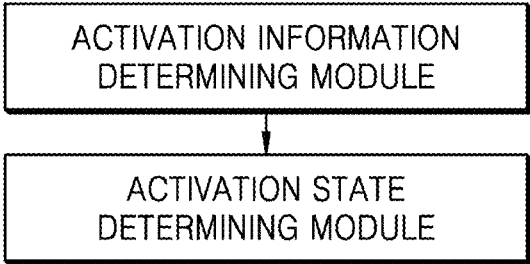 ACTIVATION INFORMATION
DETERMINING MODULE
ACTIVATION STATE
DETERMINING MODULE